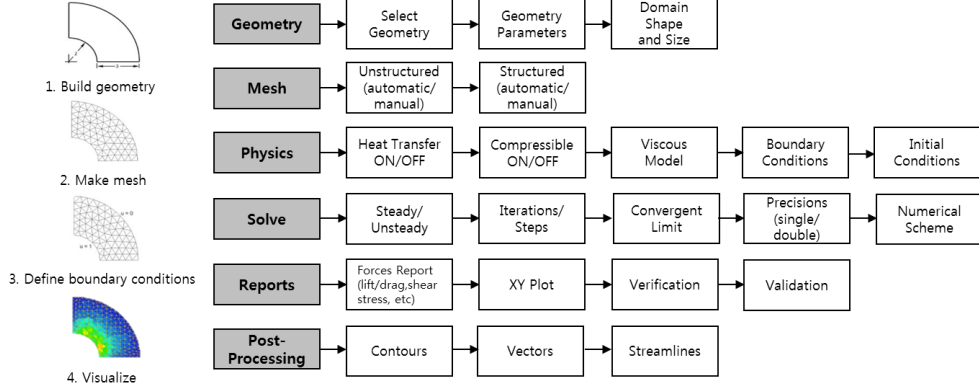 1. Build geometry
2. Make mesh
u=0
u=1
3. Define boundary conditions
4. Visualize
Geometry
Select
Geometry
Geometry
Parameters
Domain
Shape
and Size
Mesh
Unstructured
(automatic/
manual)
Structured
(automatic/
manual)
Physics
Heat Transfer
ON/OFF
Compressible
ON/OFF
Viscous
Model
Boundary
Conditions
Initial
Conditions
Solve
Steady/
Unsteady
Iterations/
Steps
Convergent
Limit
Precisions
(single/
double)
Numerical
Scheme
Reports
Forces Report
(lift/drag,shear
stress, etc)
XY Plot
Verification
Validation
Post-
Processing
Contours
Vectors
Streamlines